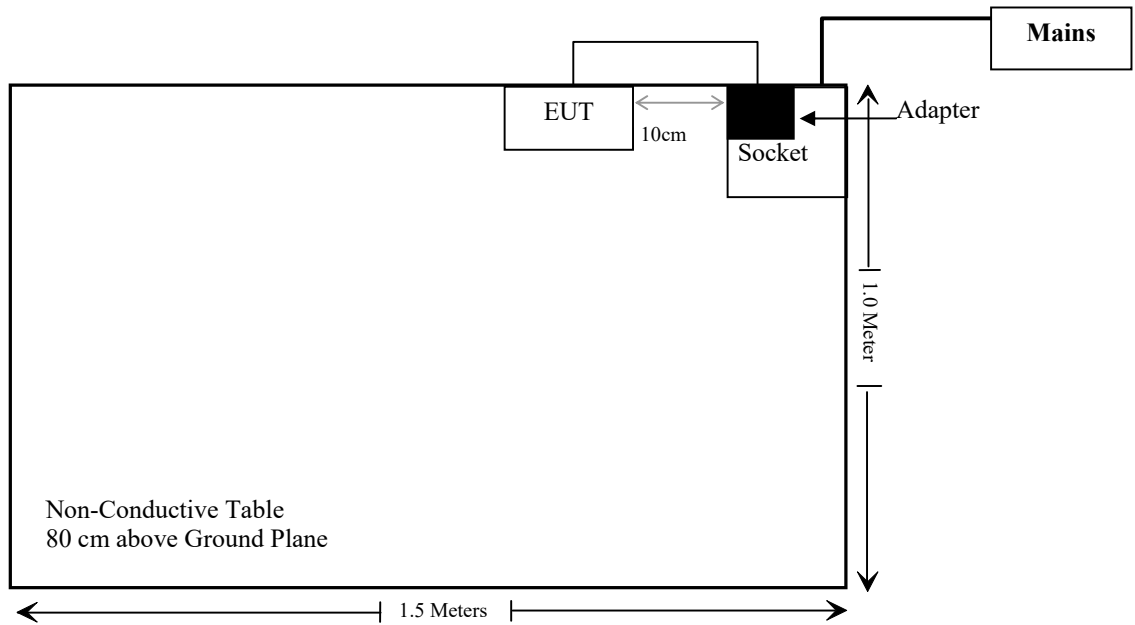 Mains
EUT
10cm
Adapter
Socket
1.0 Meter
Non-Conductive Table
80 cm above Ground Plane
1.5 Meters